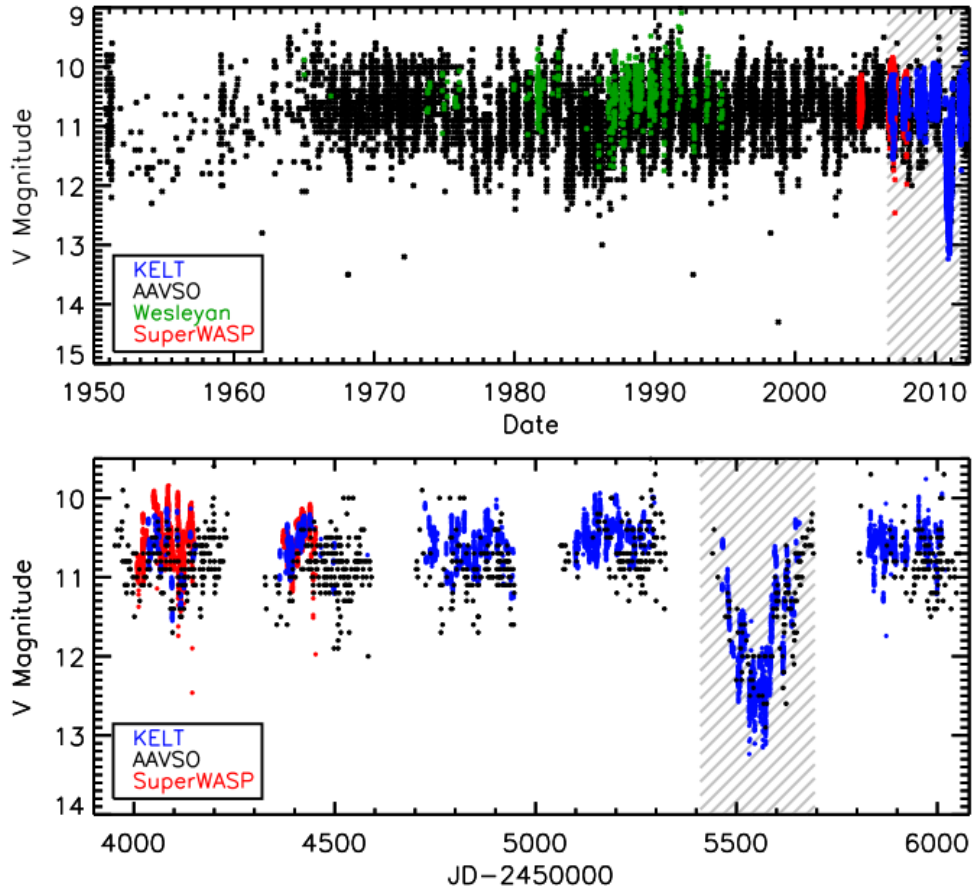 9
10
11
12
13
14
15
V Magnitude
KELT
AAVSO
Wesleyan
SuperWASP
1950 1960 1970 1980 1990 2000 2010
Date
10
11
12
13
14
V Magnitude
KELT
AAVSO
SuperWASP
4000 4500 5000 5500 6000
JD-2450000